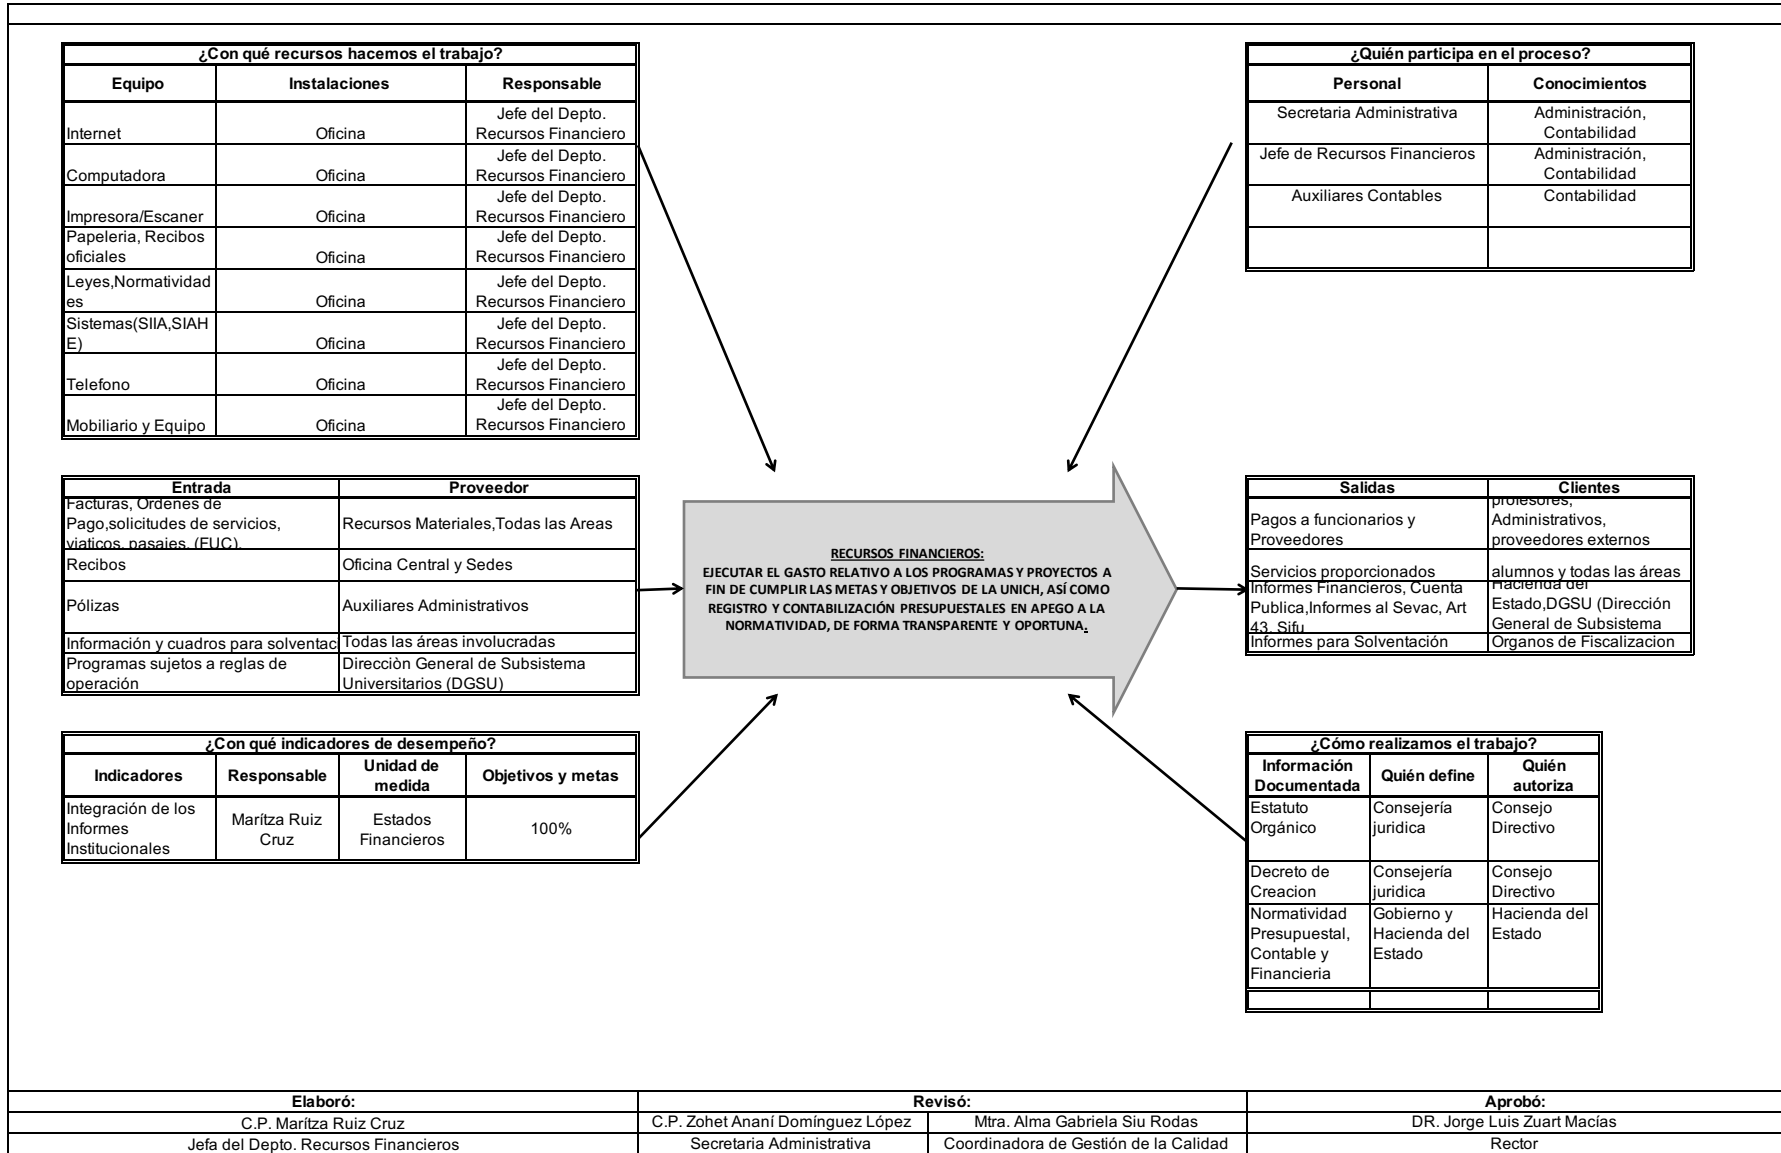 ¿Con qué recursos hacemos el trabajo?
Equipo Instalaciones Responsable
Internet Oficina Jefe del Depto.
Recursos Financiero
Computadora Oficina Jefe del Depto.
Recursos Financiero
Impresora/Escaner Oficina Jefe del Depto.
Recursos Financiero
Papeleria, Recibos
oficiales Oficina Jefe del Depto.
Recursos Financiero
Leyes,Normatividad
es Oficina Jefe del Depto.
Recursos Financiero
Sistemas(SIIA,SIAH
E) Oficina Jefe del Depto.
Recursos Financiero
Telefono Oficina Jefe del Depto.
Recursos Financiero
Mobiliario y Equipo Oficina Jefe del Depto.
Recursos Financiero
¿Quién participa en el proceso?
Personal Conocimientos
Secretaria Administrativa Administración,
Contabilidad
Jefe de Recursos Financieros Administración,
Contabilidad
Auxiliares Contables Contabilidad
Entrada Proveedor
Facturas, Ordenes de
Pago,solicitudes de servicios,
viaticos, pasajes, (FUC),
Recursos Materiales,Todas las Areas
Recibos Oficina Central y Sedes
Pólizas Auxiliares Administrativos
Información y cuadros para solventac Todas las áreas involucradas
Programas sujetos a reglas de
operación
Direcciòn General de Subsistema
Universitarios (DGSU)
RECURSOS FINANCIEROS:
EJECUTAR EL GASTO RELATIVO A LOS PROGRAMAS Y PROYECTOS A
FIN DE CUMPLIR LAS METAS Y OBJETIVOS DE LA UNICH, ASÍ COMO
REGISTRO Y CONTABILIZACIÓN PRESUPUESTALES EN APEGO A LA
NORMATIVIDAD, DE FORMA TRANSPARENTE Y OPORTUNA.
Salidas Clientes
Pagos a funcionarios y
Proveedores
profesores,
Administrativos,
proveedores externos
Servicios proporcionados alumnos y todas las áreas
Informes Financieros, Cuenta
Publica,Informes al Sevac, Art
43, Sifu
Hacienda del
Estado,DGSU (Dirección
General de Subsistema
Informes para Solventación Organos de Fiscalizacion
¿Con qué indicadores de desempeño?
Indicadores Responsable Unidad de
medida Objetivos y metas
Integración de los
Informes
Institucionales
Marítza Ruiz
Cruz
Estados
Financieros
100%
¿Cómo realizamos el trabajo?
Información
Documentada
Quién define
Quién
autoriza
Estatuto
Orgánico
Consejería
juridica
Consejo
Directivo
Decreto de
Creacion
Consejería
juridica
Consejo
Directivo
Normatividad
Presupuestal,
Contable y
Financieria
Gobierno y
Hacienda del
Estado
Hacienda del
Estado
Elaboró: Revisó: Aprobó:
C.P. Marítza Ruiz Cruz C.P. Zohet Ananí Domínguez López Mtra. Alma Gabriela Siu Rodas DR. Jorge Luis Zuart Macías
Jefa del Depto. Recursos Financieros Secretaria Administrativa Coordinadora de Gestión de la Calidad Rector